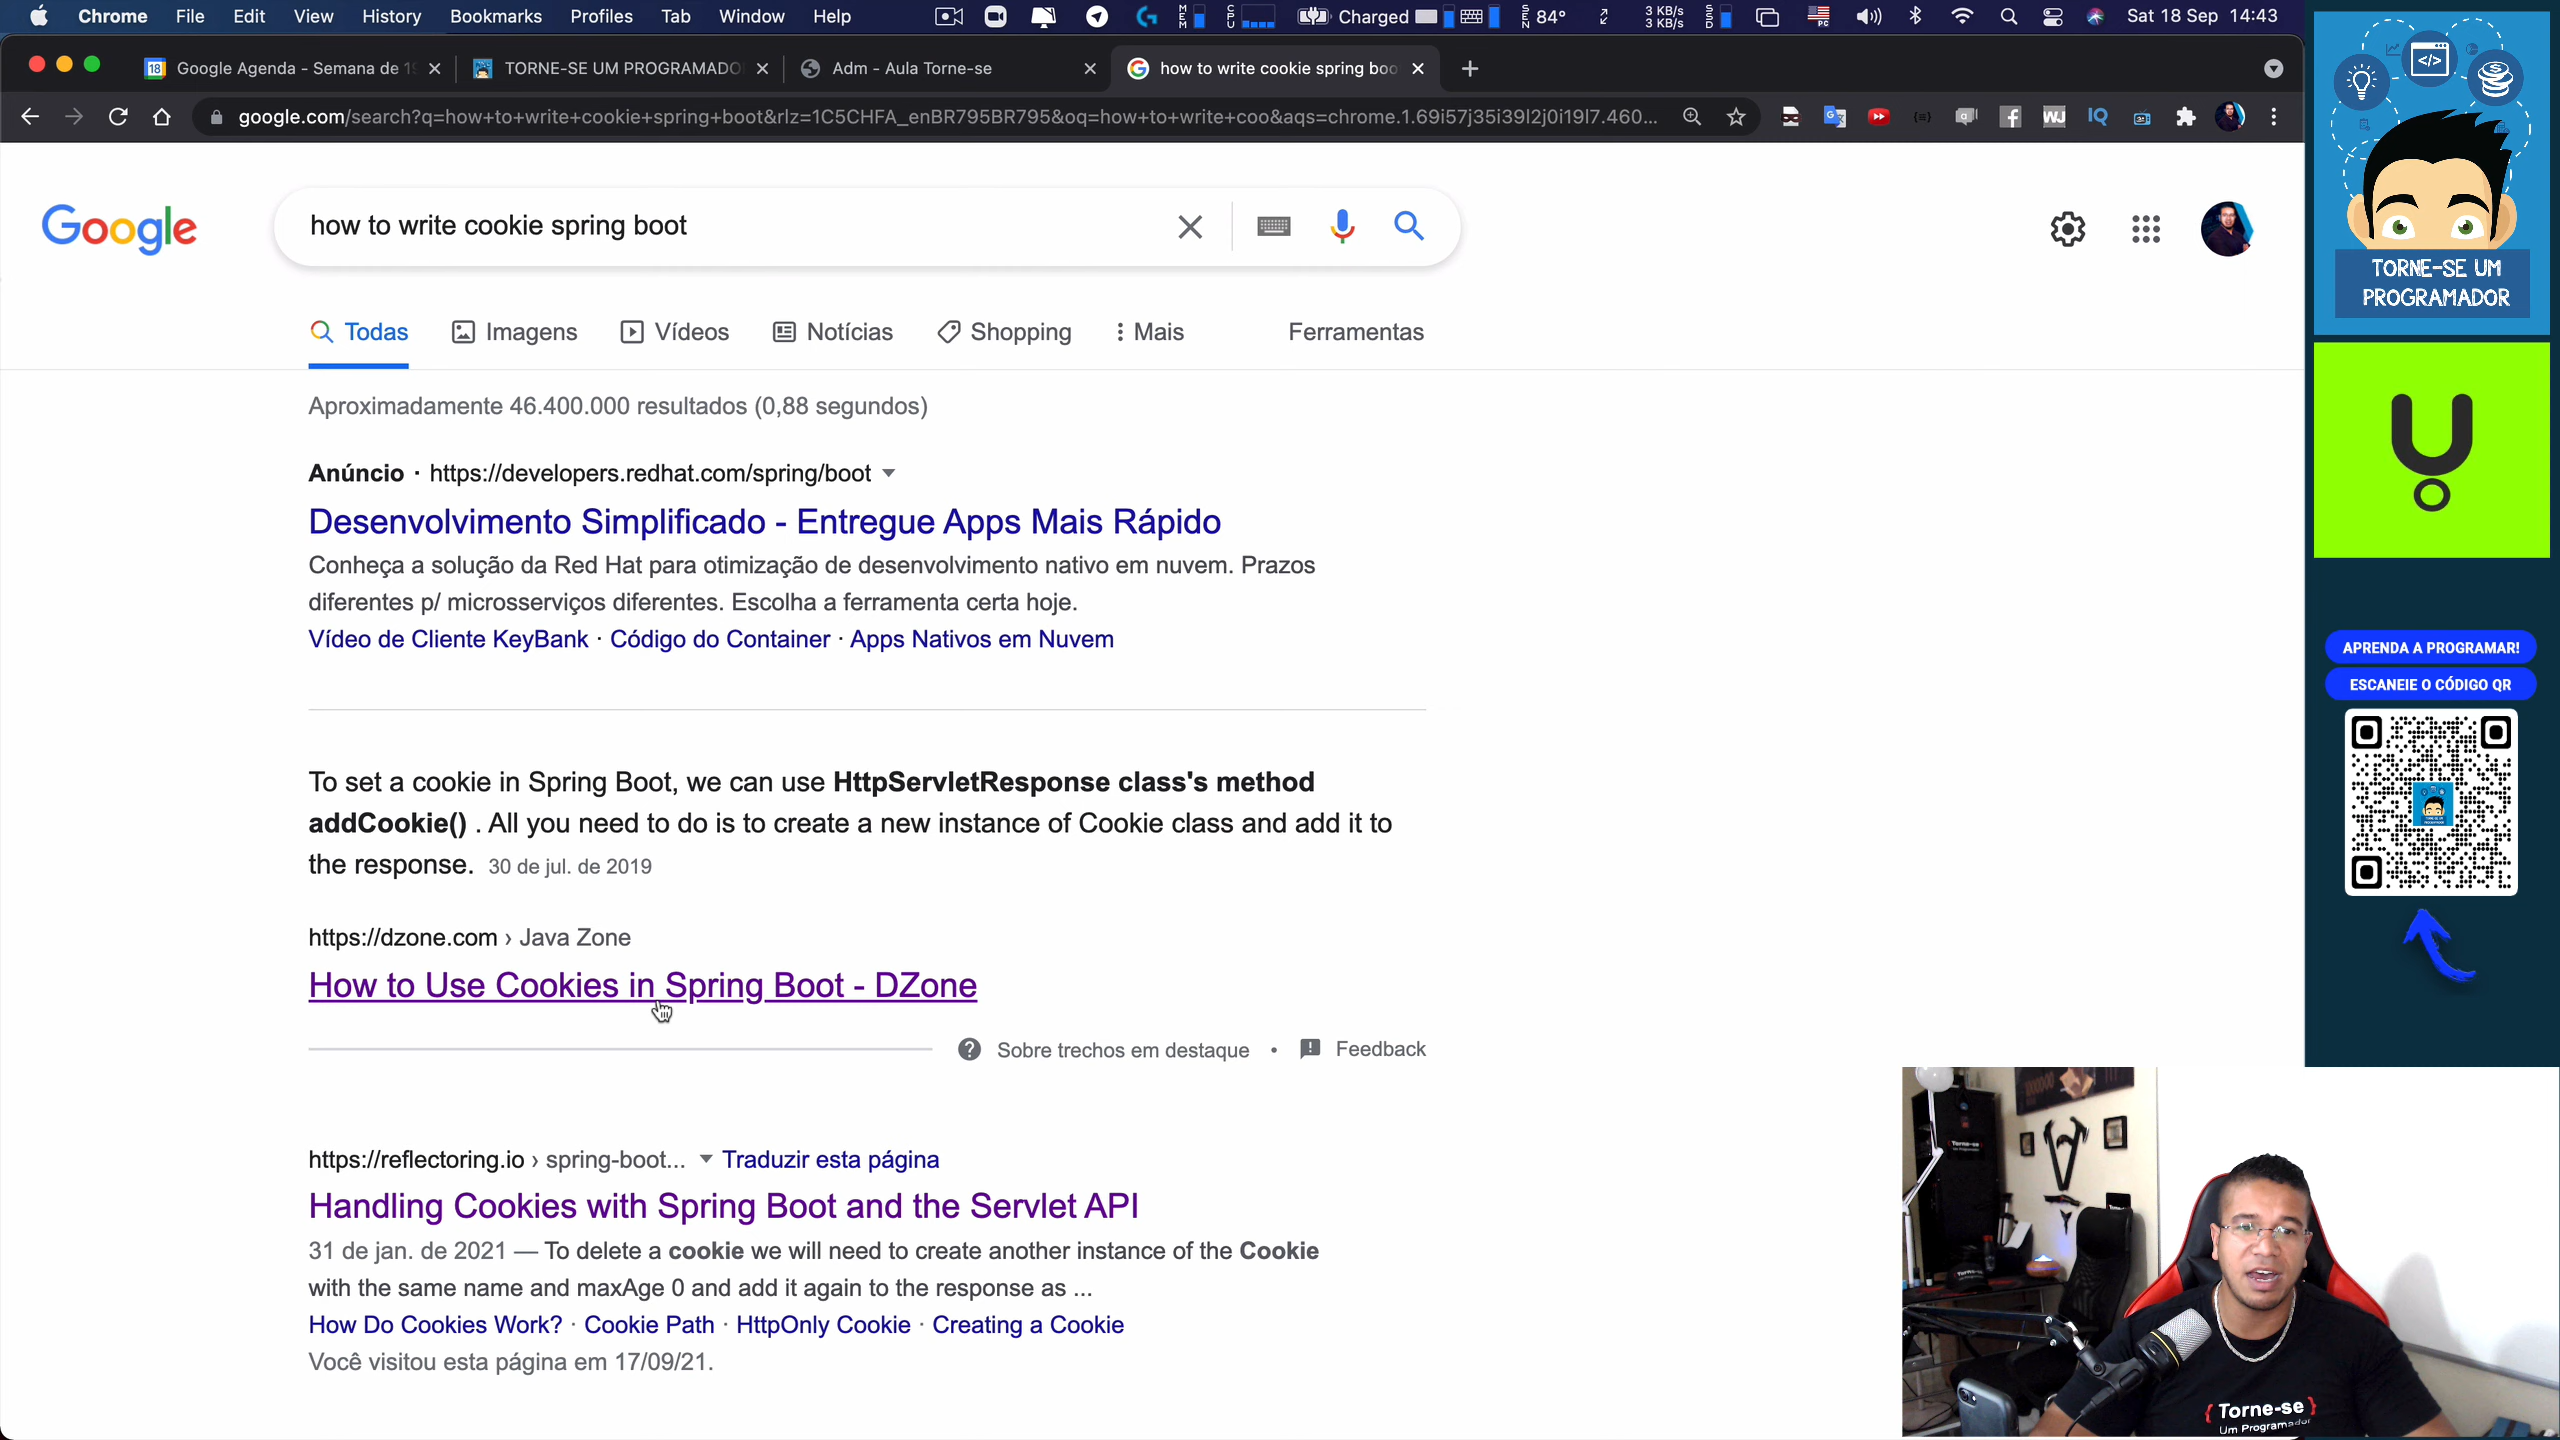 Chrome File Edit View History Bookmarks Profiles Tab Window Help
MEM CPU Charged SEN 84° 3 KB/s 3 KB/s SSD PC Sat 18 Sep 14:43
Google Agenda - Semana de 19
TORNE-SE UM PROGRAMADO
Adm - Aula Torne-se
how to write cookie spring boo
google.com/search?q=how+to+write+cookie+spring+boot&rlz=1C5CHFA_enBR795BR795&oq=how+to+write+coo&aqs=chrome.1.69i57j35i39l2j0i19l7.460...
Google
how to write cookie spring boot
Todas Imagens Vídeos Notícias Shopping Mais Ferramentas
Aproximadamente 46.400.000 resultados (0,88 segundos)
Anúncio · https://developers.redhat.com/spring/boot
Desenvolvimento Simplificado - Entregue Apps Mais Rápido
Conheça a solução da Red Hat para otimização de desenvolvimento nativo em nuvem. Prazos
diferentes p/ microsserviços diferentes. Escolha a ferramenta certa hoje.
Vídeo de Cliente KeyBank · Código do Container · Apps Nativos em Nuvem
To set a cookie in Spring Boot, we can use HttpServletResponse class's method
addCookie() . All you need to do is to create a new instance of Cookie class and add it to
the response. 30 de jul. de 2019
https://dzone.com › Java Zone
How to Use Cookies in Spring Boot - DZone
Sobre trechos em destaque • Feedback
https://reflectoring.io › spring-boot... Traduzir esta página
Handling Cookies with Spring Boot and the Servlet API
31 de jan. de 2021 — To delete a cookie we will need to create another instance of the Cookie
with the same name and maxAge 0 and add it again to the response as ...
How Do Cookies Work? · Cookie Path · HttpOnly Cookie · Creating a Cookie
Você visitou esta página em 17/09/21.
TORNE-SE UM
PROGRAMADOR
APRENDA A PROGRAMAR!
ESCANEIE O CÓDIGO QR
{ Torne-se }
Um Programador